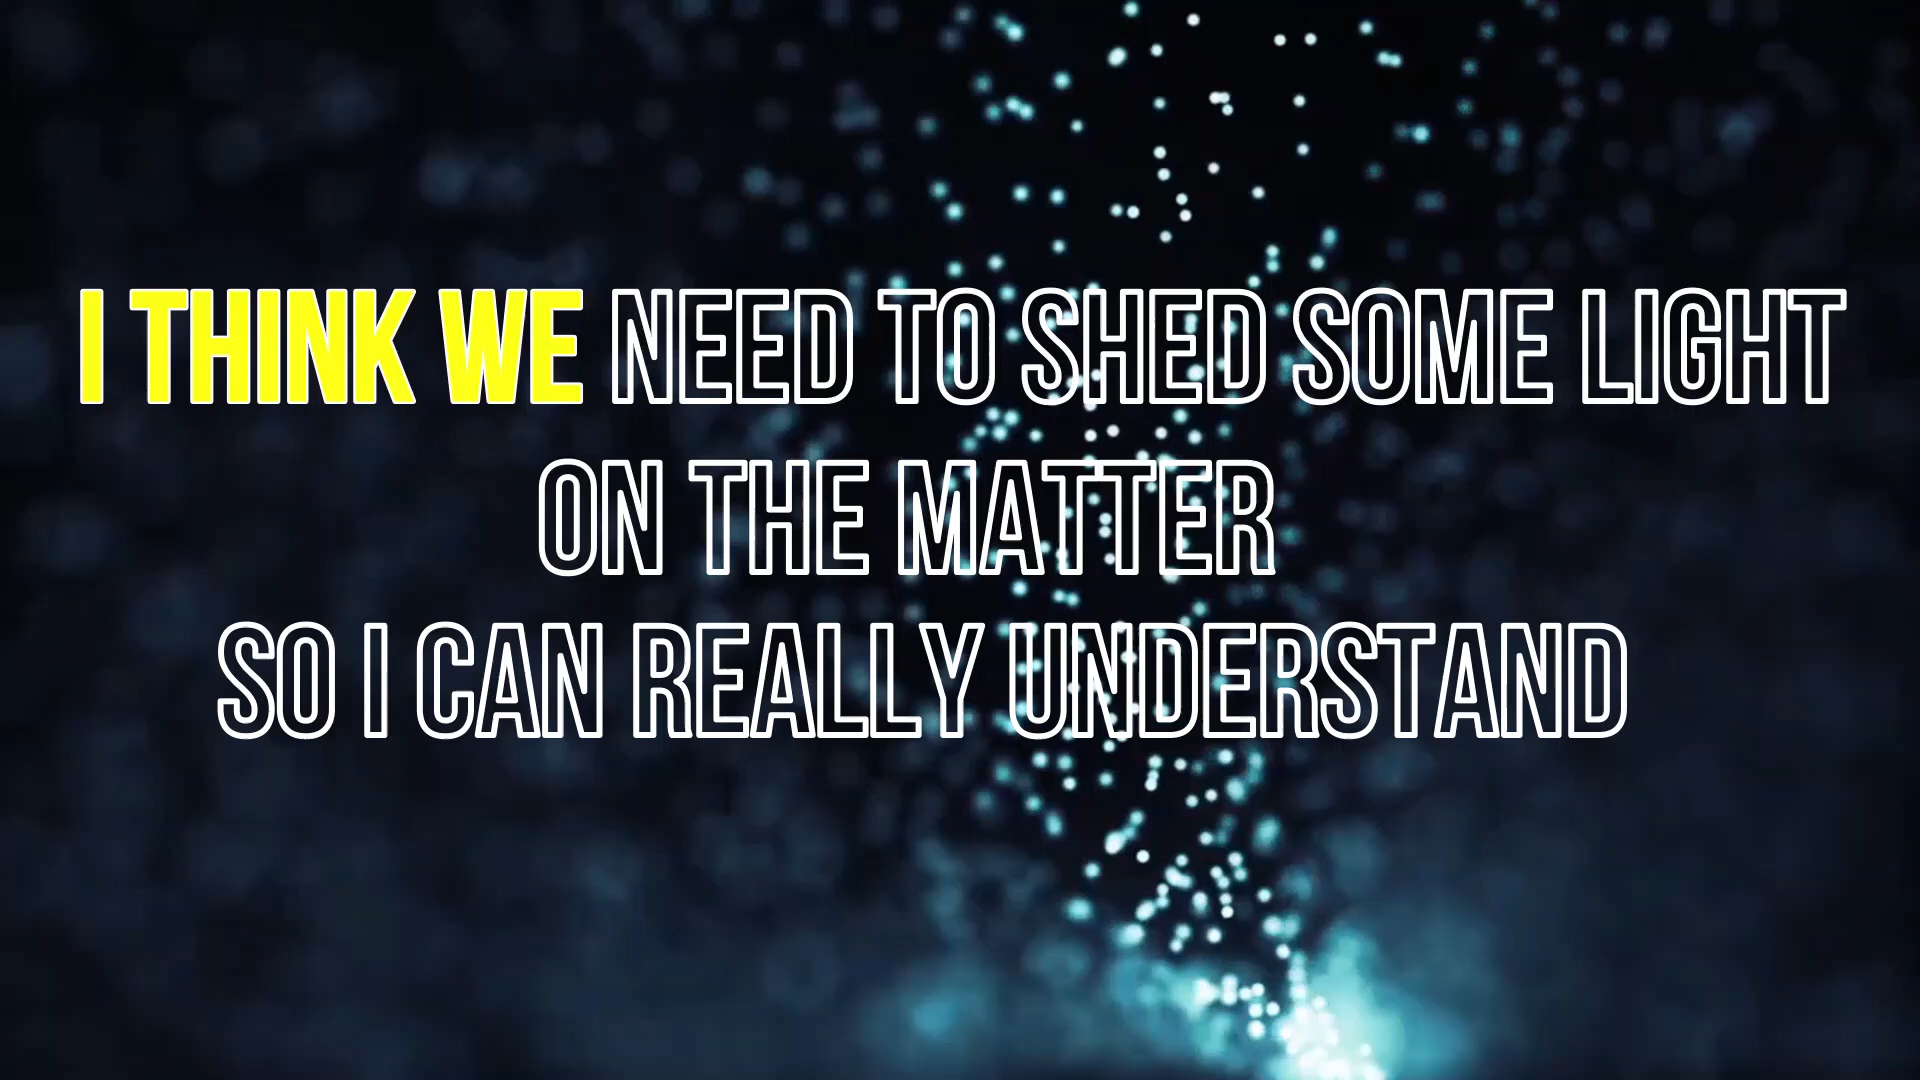 I THINK WE NEED TO SHED SOME LIGHT
ON THE MATTER
SO I CAN REALLY UNDERSTAND